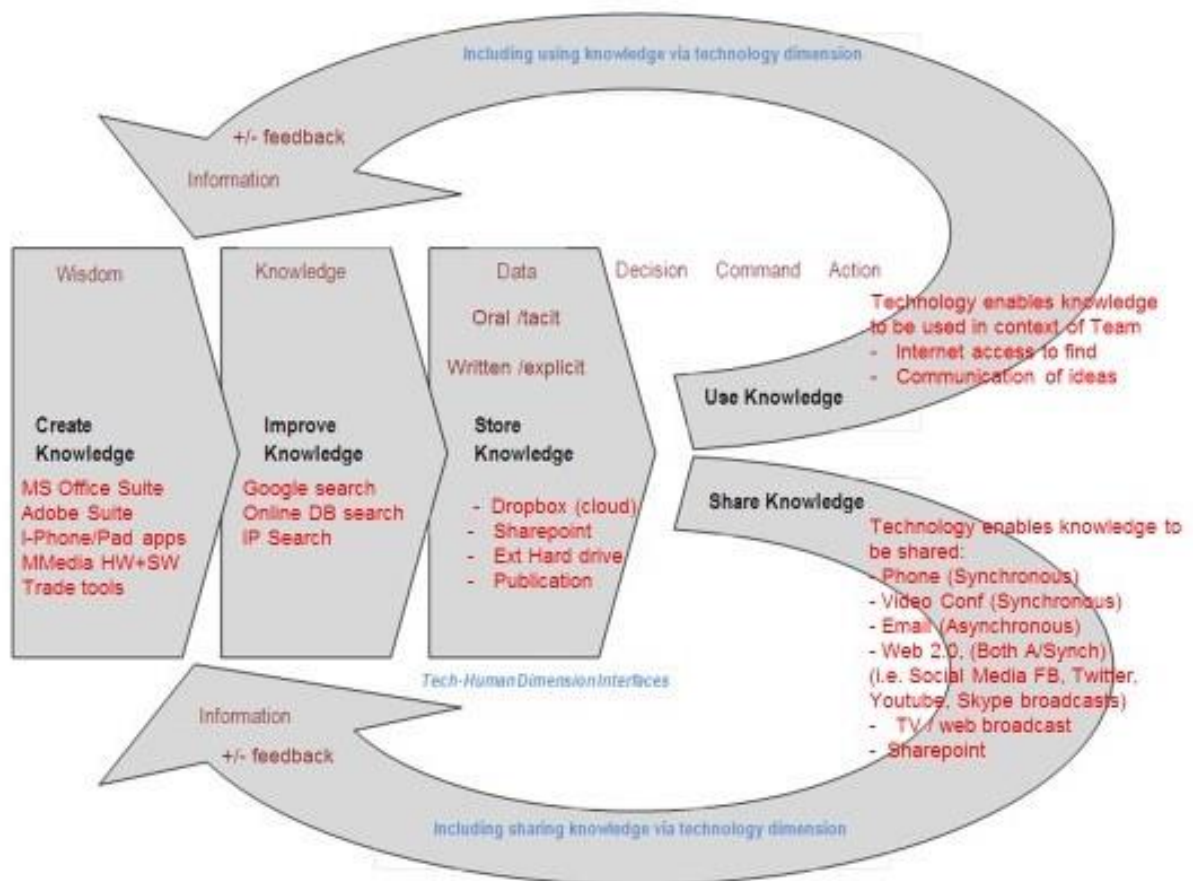 Including using knowledge via technology dimension
+/- feedback
Information
Wisdom
Knowledge
Data
Decision Command Action
Oral /tacit
Written /explicit
Create
Knowledge
MS Office Suite
Adobe Suite
I-Phone/Pad apps
MMedia HW+SW
Trade tools
Improve
Knowledge
Google search
Online DB search
IP Search
Store
Knowledge
- Dropbox (cloud)
- Sharepoint
- Ext Hard drive
- Publication
Technology enables knowledge
to be used in context of Team
- Internet access to find
- Communication of ideas
Use Knowledge
Share Knowledge
Technology enables knowledge to
be shared:
- Phone (Synchronous)
- Video Conf (Synchronous)
- Email (Asynchronous)
- Web 2.0, (Both A/Synch)
(i.e. Social Media FB, Twitter,
Youtube, Skype broadcasts)
- TV / web broadcast
- Sharepoint
Tech-Human Dimension Interfaces
Information
+/- feedback
Including sharing knowledge via technology dimension